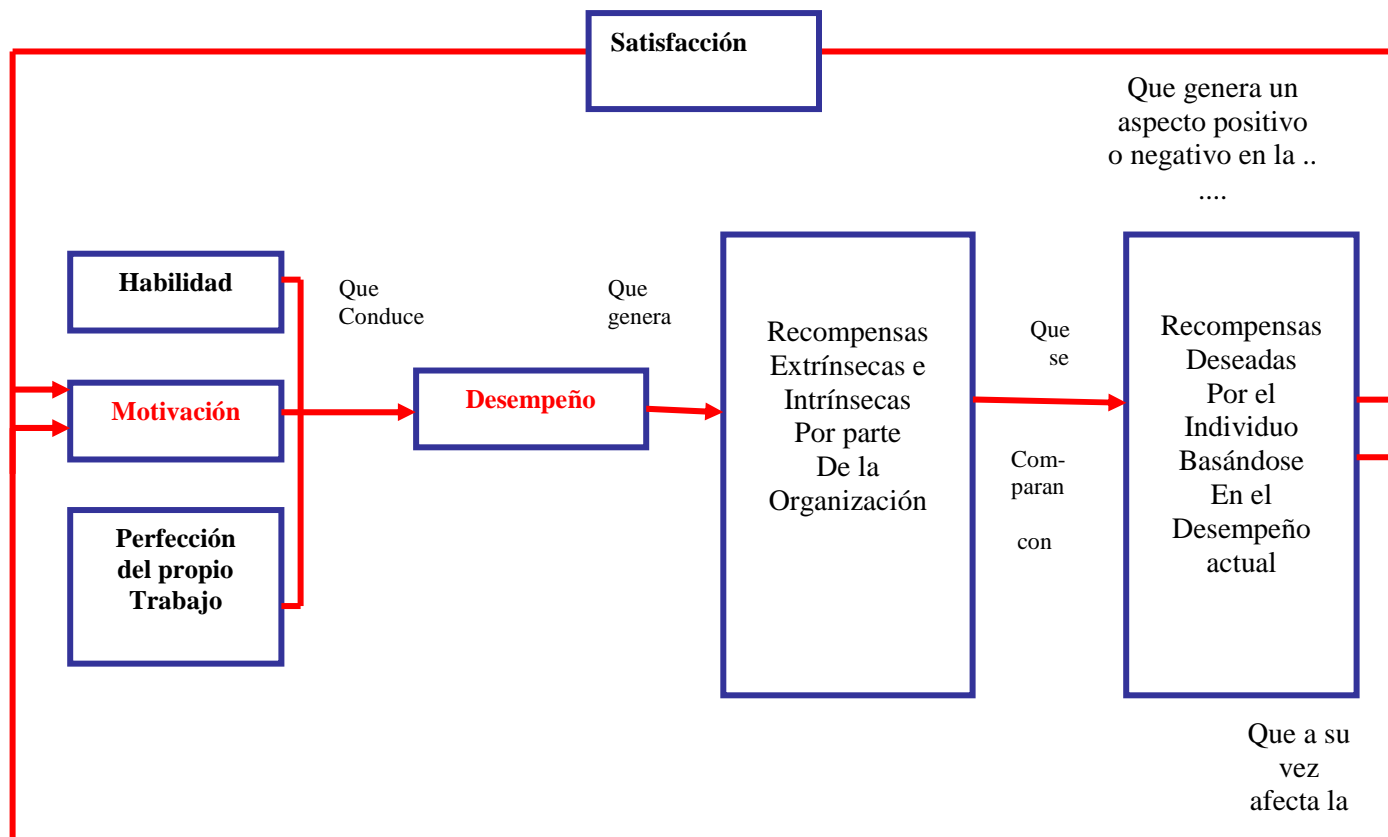 Satisfacción
Que genera un
aspecto positivo
o negativo en la ..
....
Habilidad
Motivación
Perfección
del propio
Trabajo
Que
Conduce
Desempeño
Que
genera
Recompensas
Extrínsecas e
Intrínsecas
Por parte
De la
Organización
Que
se
Com-
paran
con
Recompensas
Deseadas
Por el
Individuo
Basándose
En el
Desempeño
actual
Que a su
vez
afecta la